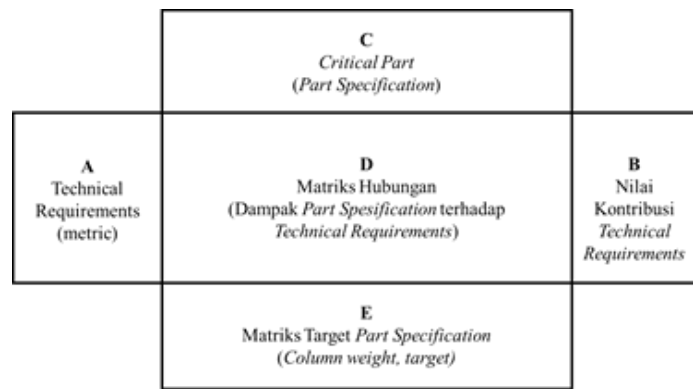 C
Critical Part
(Part Specification)
A
Technical
Requirements
(metric)
D
Matriks Hubungan
(Dampak Part Spesification terhadap
Technical Requirements)
B
Nilai
Kontribusi
Technical
Requirements
E
Matriks Target Part Specification
(Column weight, target)